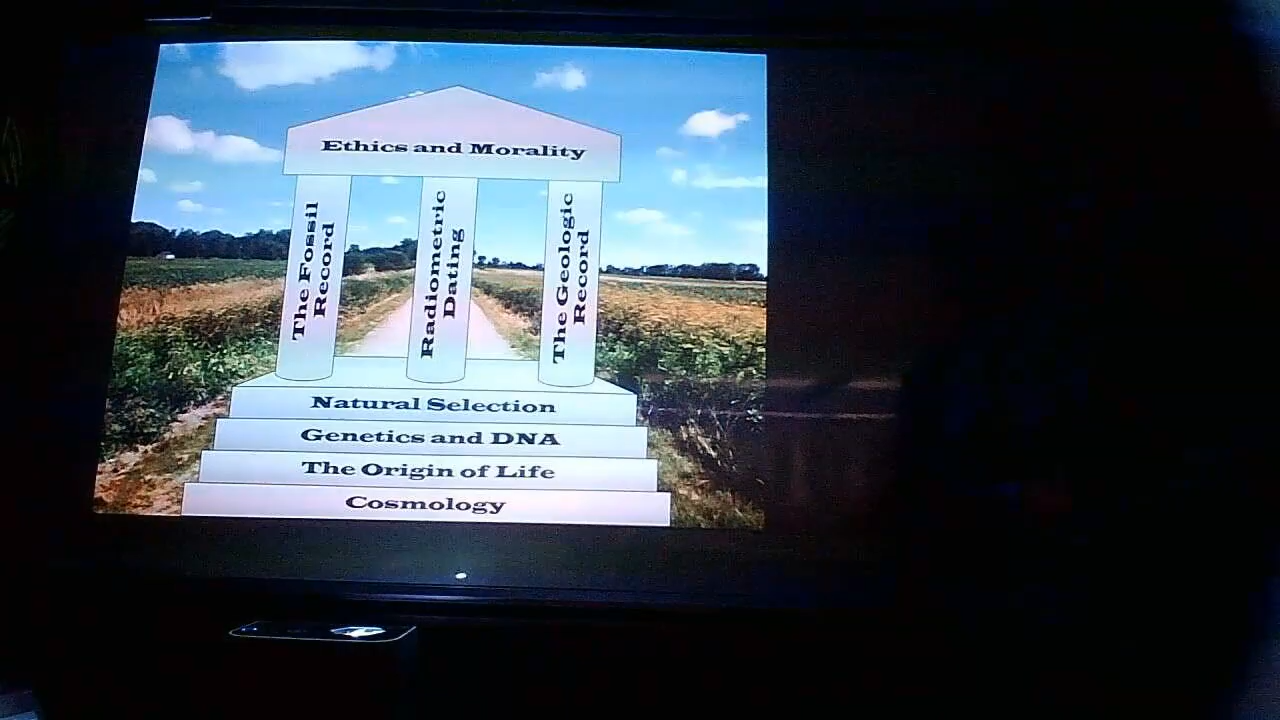 Ethics and Morality
The Fossil
Record
Radiometric
Dating
The Geologic
Record
Natural Selection
Genetics and DNA
The Origin of Life
Cosmology